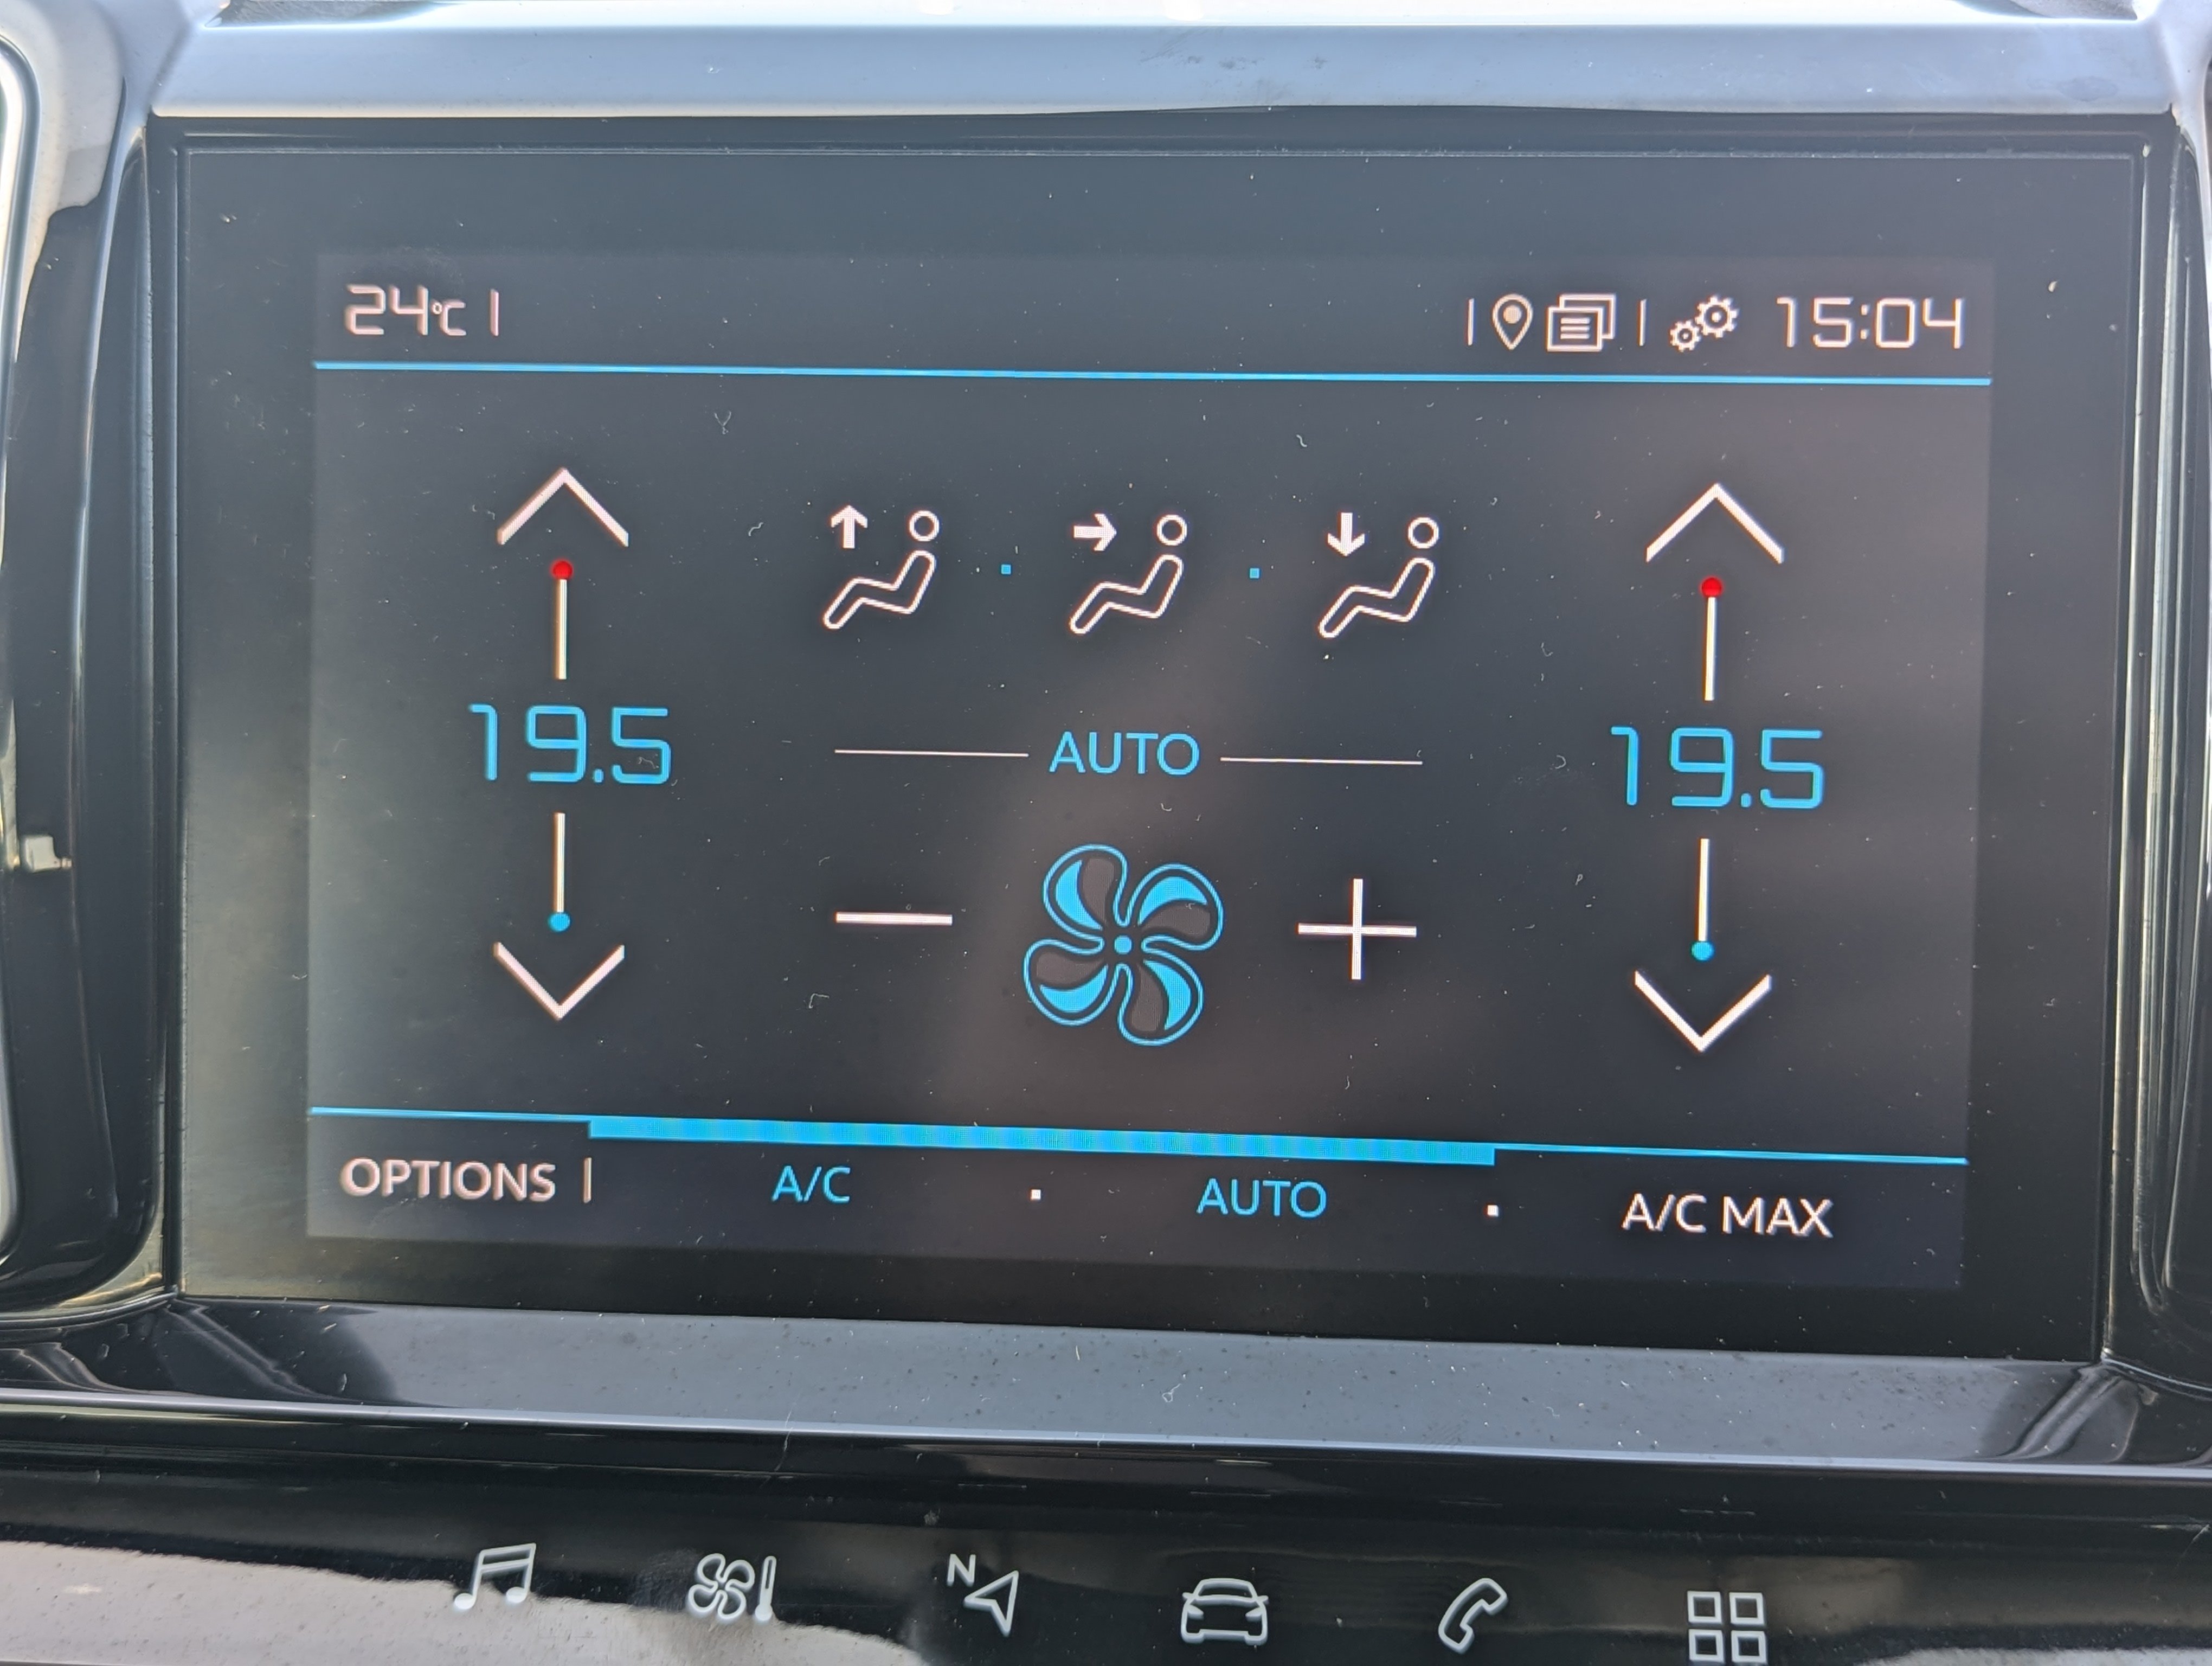 24°C
15:04
19.5
AUTO
19.5
OPTIONS
A/C
AUTO
A/C MAX
N